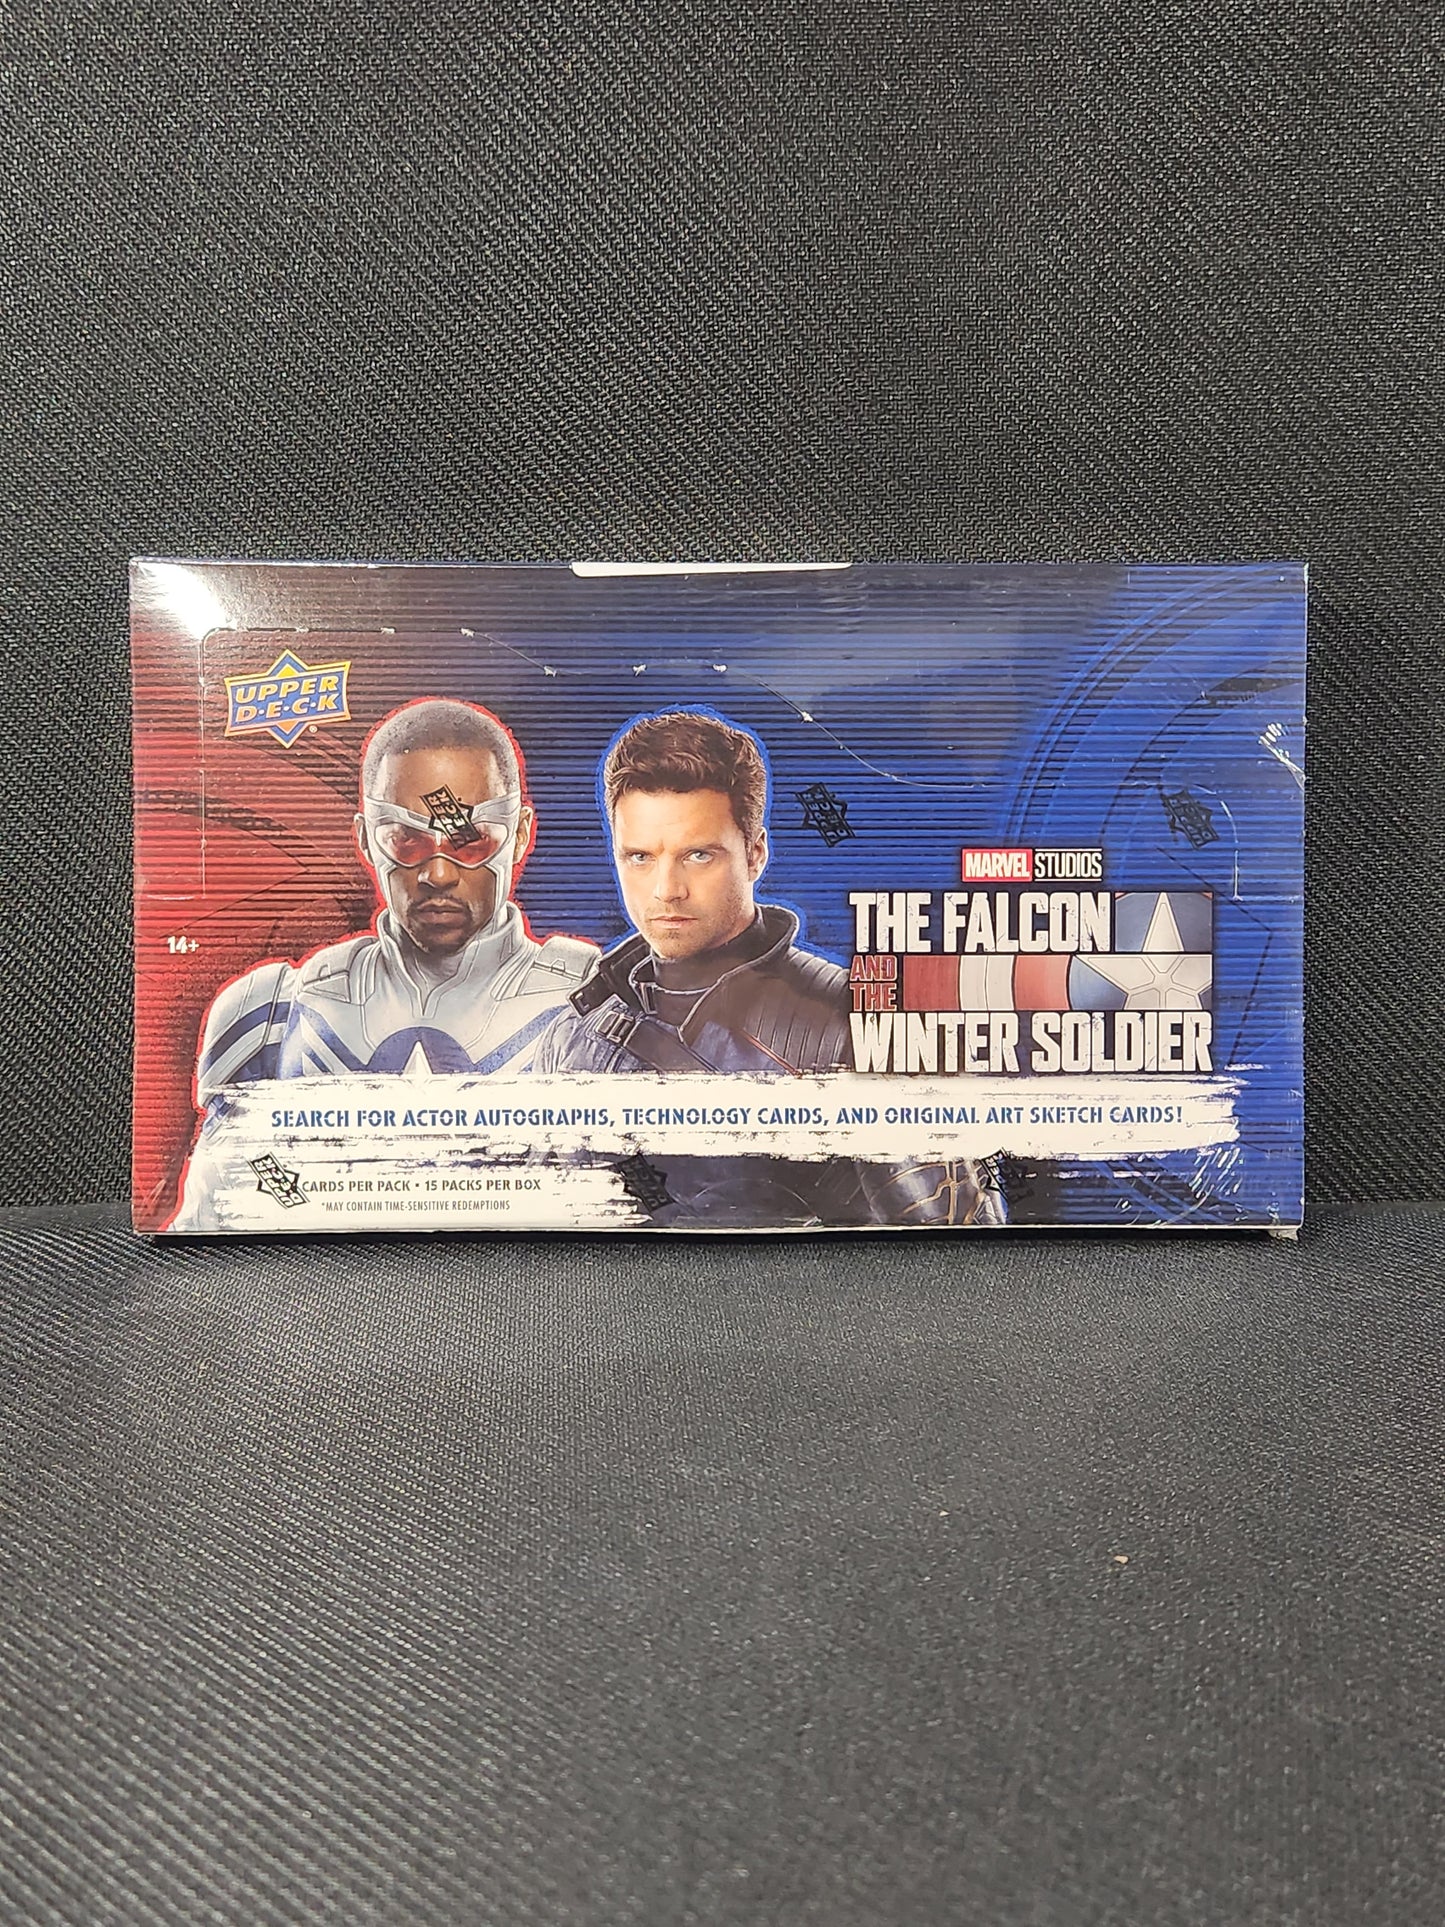 UPPER
D·E·C·K
14+
MARVEL STUDIOS
THE FALCON
AND
THE
WINTER SOLDIER
SEARCH FOR ACTOR AUTOGRAPHS, TECHNOLOGY CARDS, AND ORIGINAL ART SKETCH CARDS!
CARDS PER PACK • 15 PACKS PER BOX
*MAY CONTAIN TIME-SENSITIVE REDEMPTIONS